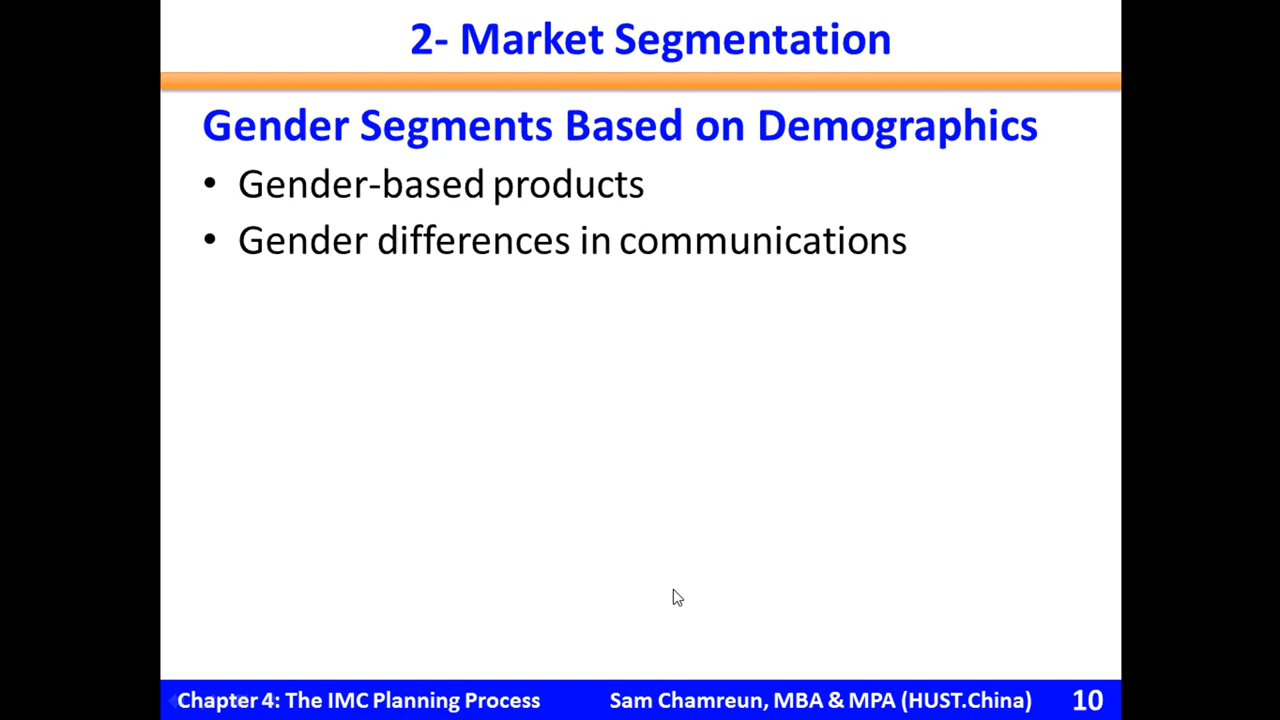 2- Market Segmentation
Gender Segments Based on Demographics
• Gender-based products
• Gender differences in communications
Chapter 4: The IMC Planning Process Sam Chamreun, MBA & MPA (HUST.China) 10